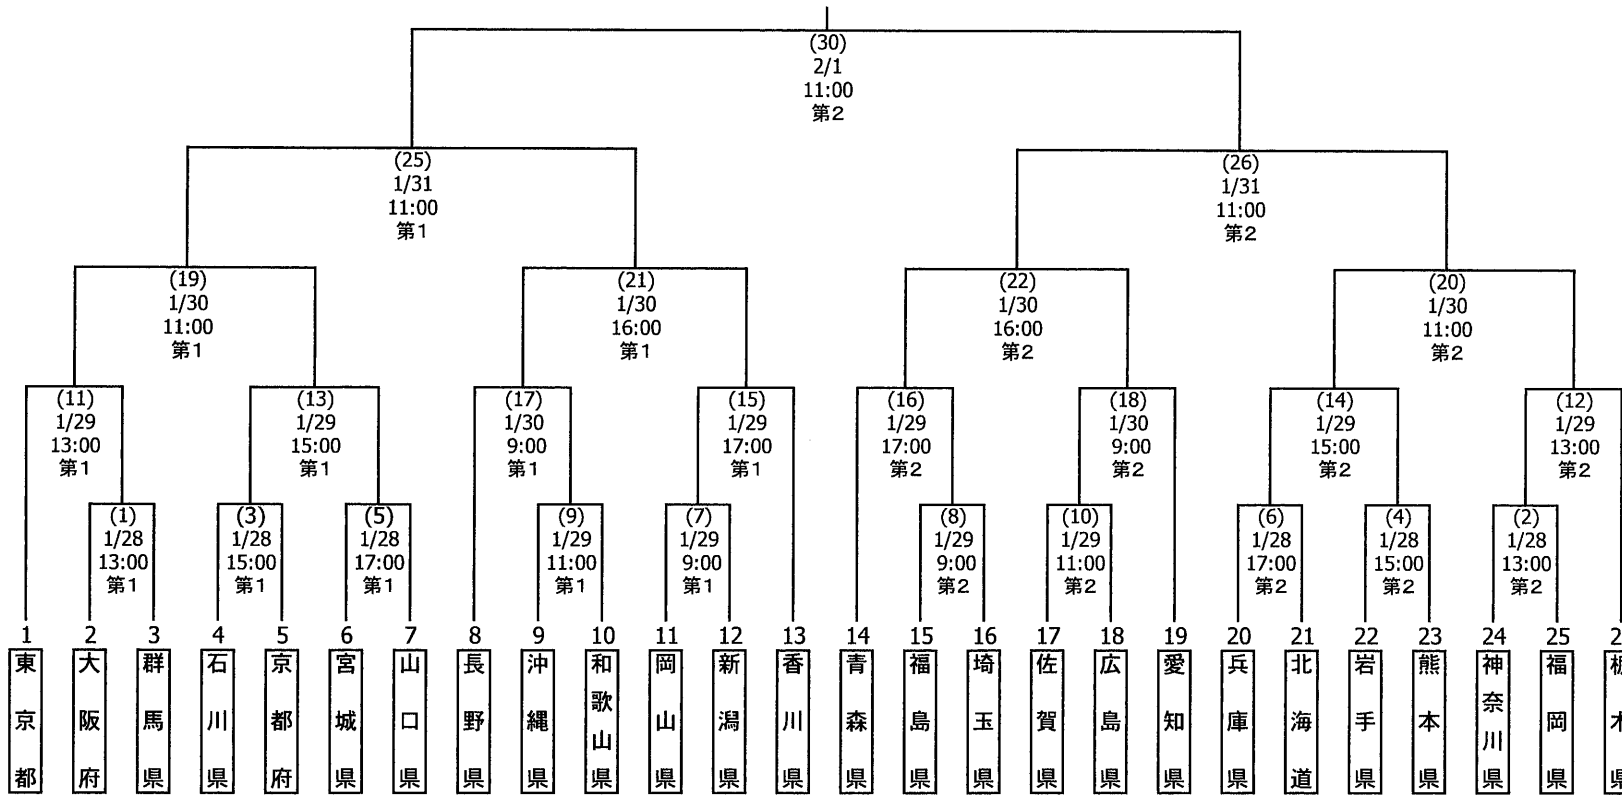 (30)
2/1
11:00
第2
(25)
1/31
11:00
第1
(26)
1/31
11:00
第2
(19)
1/30
11:00
第1
(21)
1/30
16:00
第1
(22)
1/30
16:00
第2
(20)
1/30
11:00
第2
(11)
1/29
13:00
第1
(13)
1/29
15:00
第1
(17)
1/30
9:00
第1
(15)
1/29
17:00
第1
(16)
1/29
17:00
第2
(18)
1/30
9:00
第2
(14)
1/29
15:00
第2
(12)
1/29
13:00
第2
(1)
1/28
13:00
第1
(3)
1/28
15:00
第1
(5)
1/28
17:00
第1
(9)
1/29
11:00
第1
(7)
1/29
9:00
第1
(8)
1/29
9:00
第2
(10)
1/29
11:00
第2
(6)
1/28
17:00
第2
(4)
1/28
15:00
第2
(2)
1/28
13:00
第2
1
東京都
2
大阪府
3
群馬県
4
石川県
5
京都府
6
宮城県
7
山口県
8
長野県
9
沖縄県
10
和歌山県
11
岡山県
12
新潟県
13
香川県
14
青森県
15
福島県
16
埼玉県
17
佐賀県
18
広島県
19
愛知県
20
兵庫県
21
北海道
22
岩手県
23
熊本県
24
神奈川県
25
福岡県